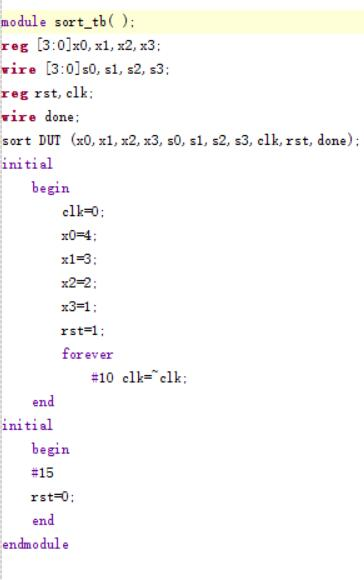 module sort_tb( );
reg [3:0]x0, x1, x2, x3;
wire [3:0]s0, s1, s2, s3;
reg rst, clk;
wire done;
sort DUT (x0, x1, x2, x3, s0, s1, s2, s3, clk, rst, done);
initial
begin
clk=0;
x0=4;
x1=3;
x2=2;
x3=1;
rst=1;
forever
#10 clk=~clk;
end
initial
begin
#15
rst=0;
end
endmodule